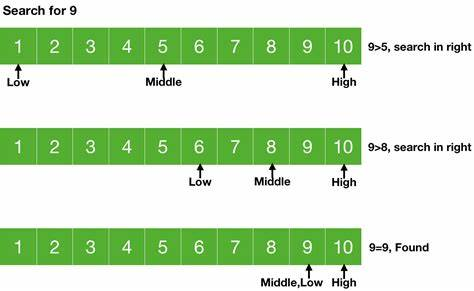 Search for 9
1 2 3 4 5 6 7 8 9 10 9>5, search in right
Low Middle High
1 2 3 4 5 6 7 8 9 10 9>8, search in right
Low Middle High
1 2 3 4 5 6 7 8 9 10 9=9, Found
Middle,Low High